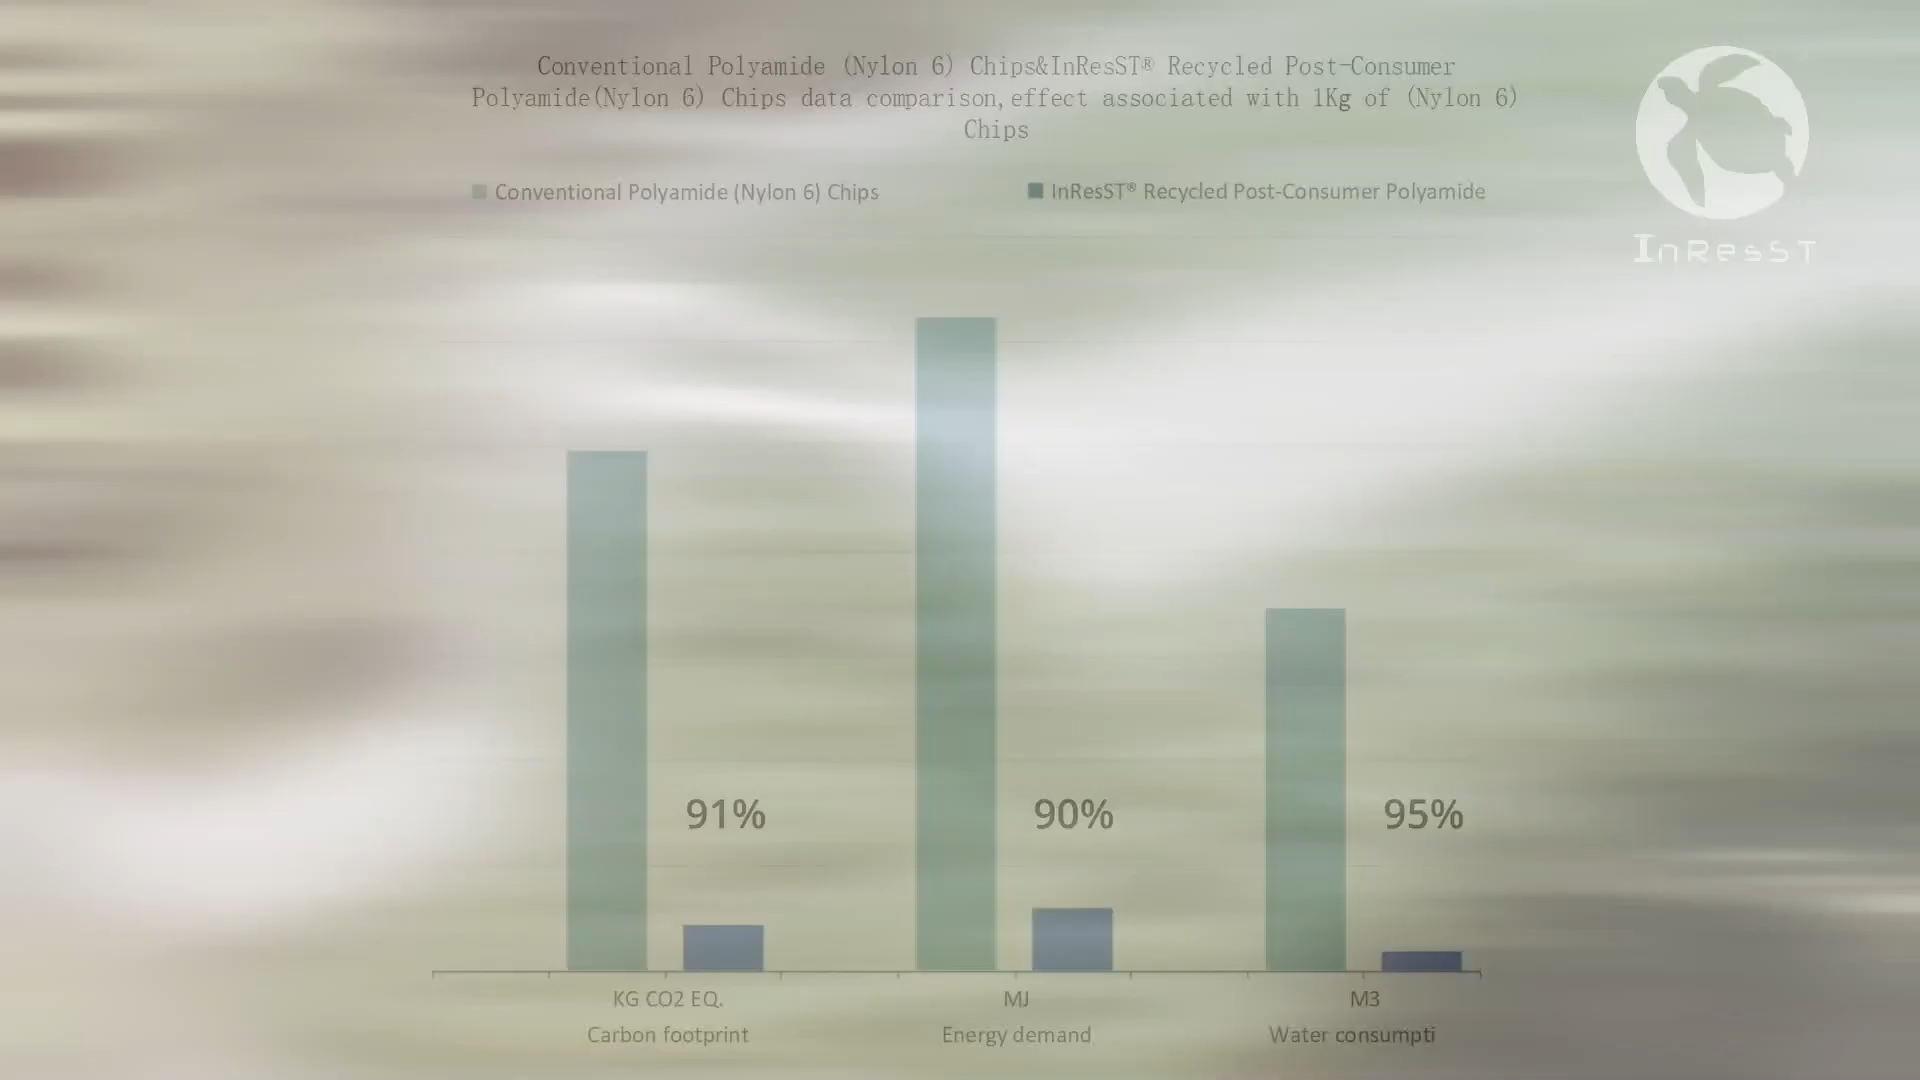 Conventional Polyamide (Nylon 6) Chips&InResST® Recycled Post-Consumer
Polyamide(Nylon 6) Chips data comparison,effect associated with 1Kg of (Nylon 6)
Chips
Conventional Polyamide (Nylon 6) Chips
InResST® Recycled Post-Consumer Polyamide
InResST
91%
90%
95%
KG CO2 EQ.
MJ
M3
Carbon footprint
Energy demand
Water consumpti